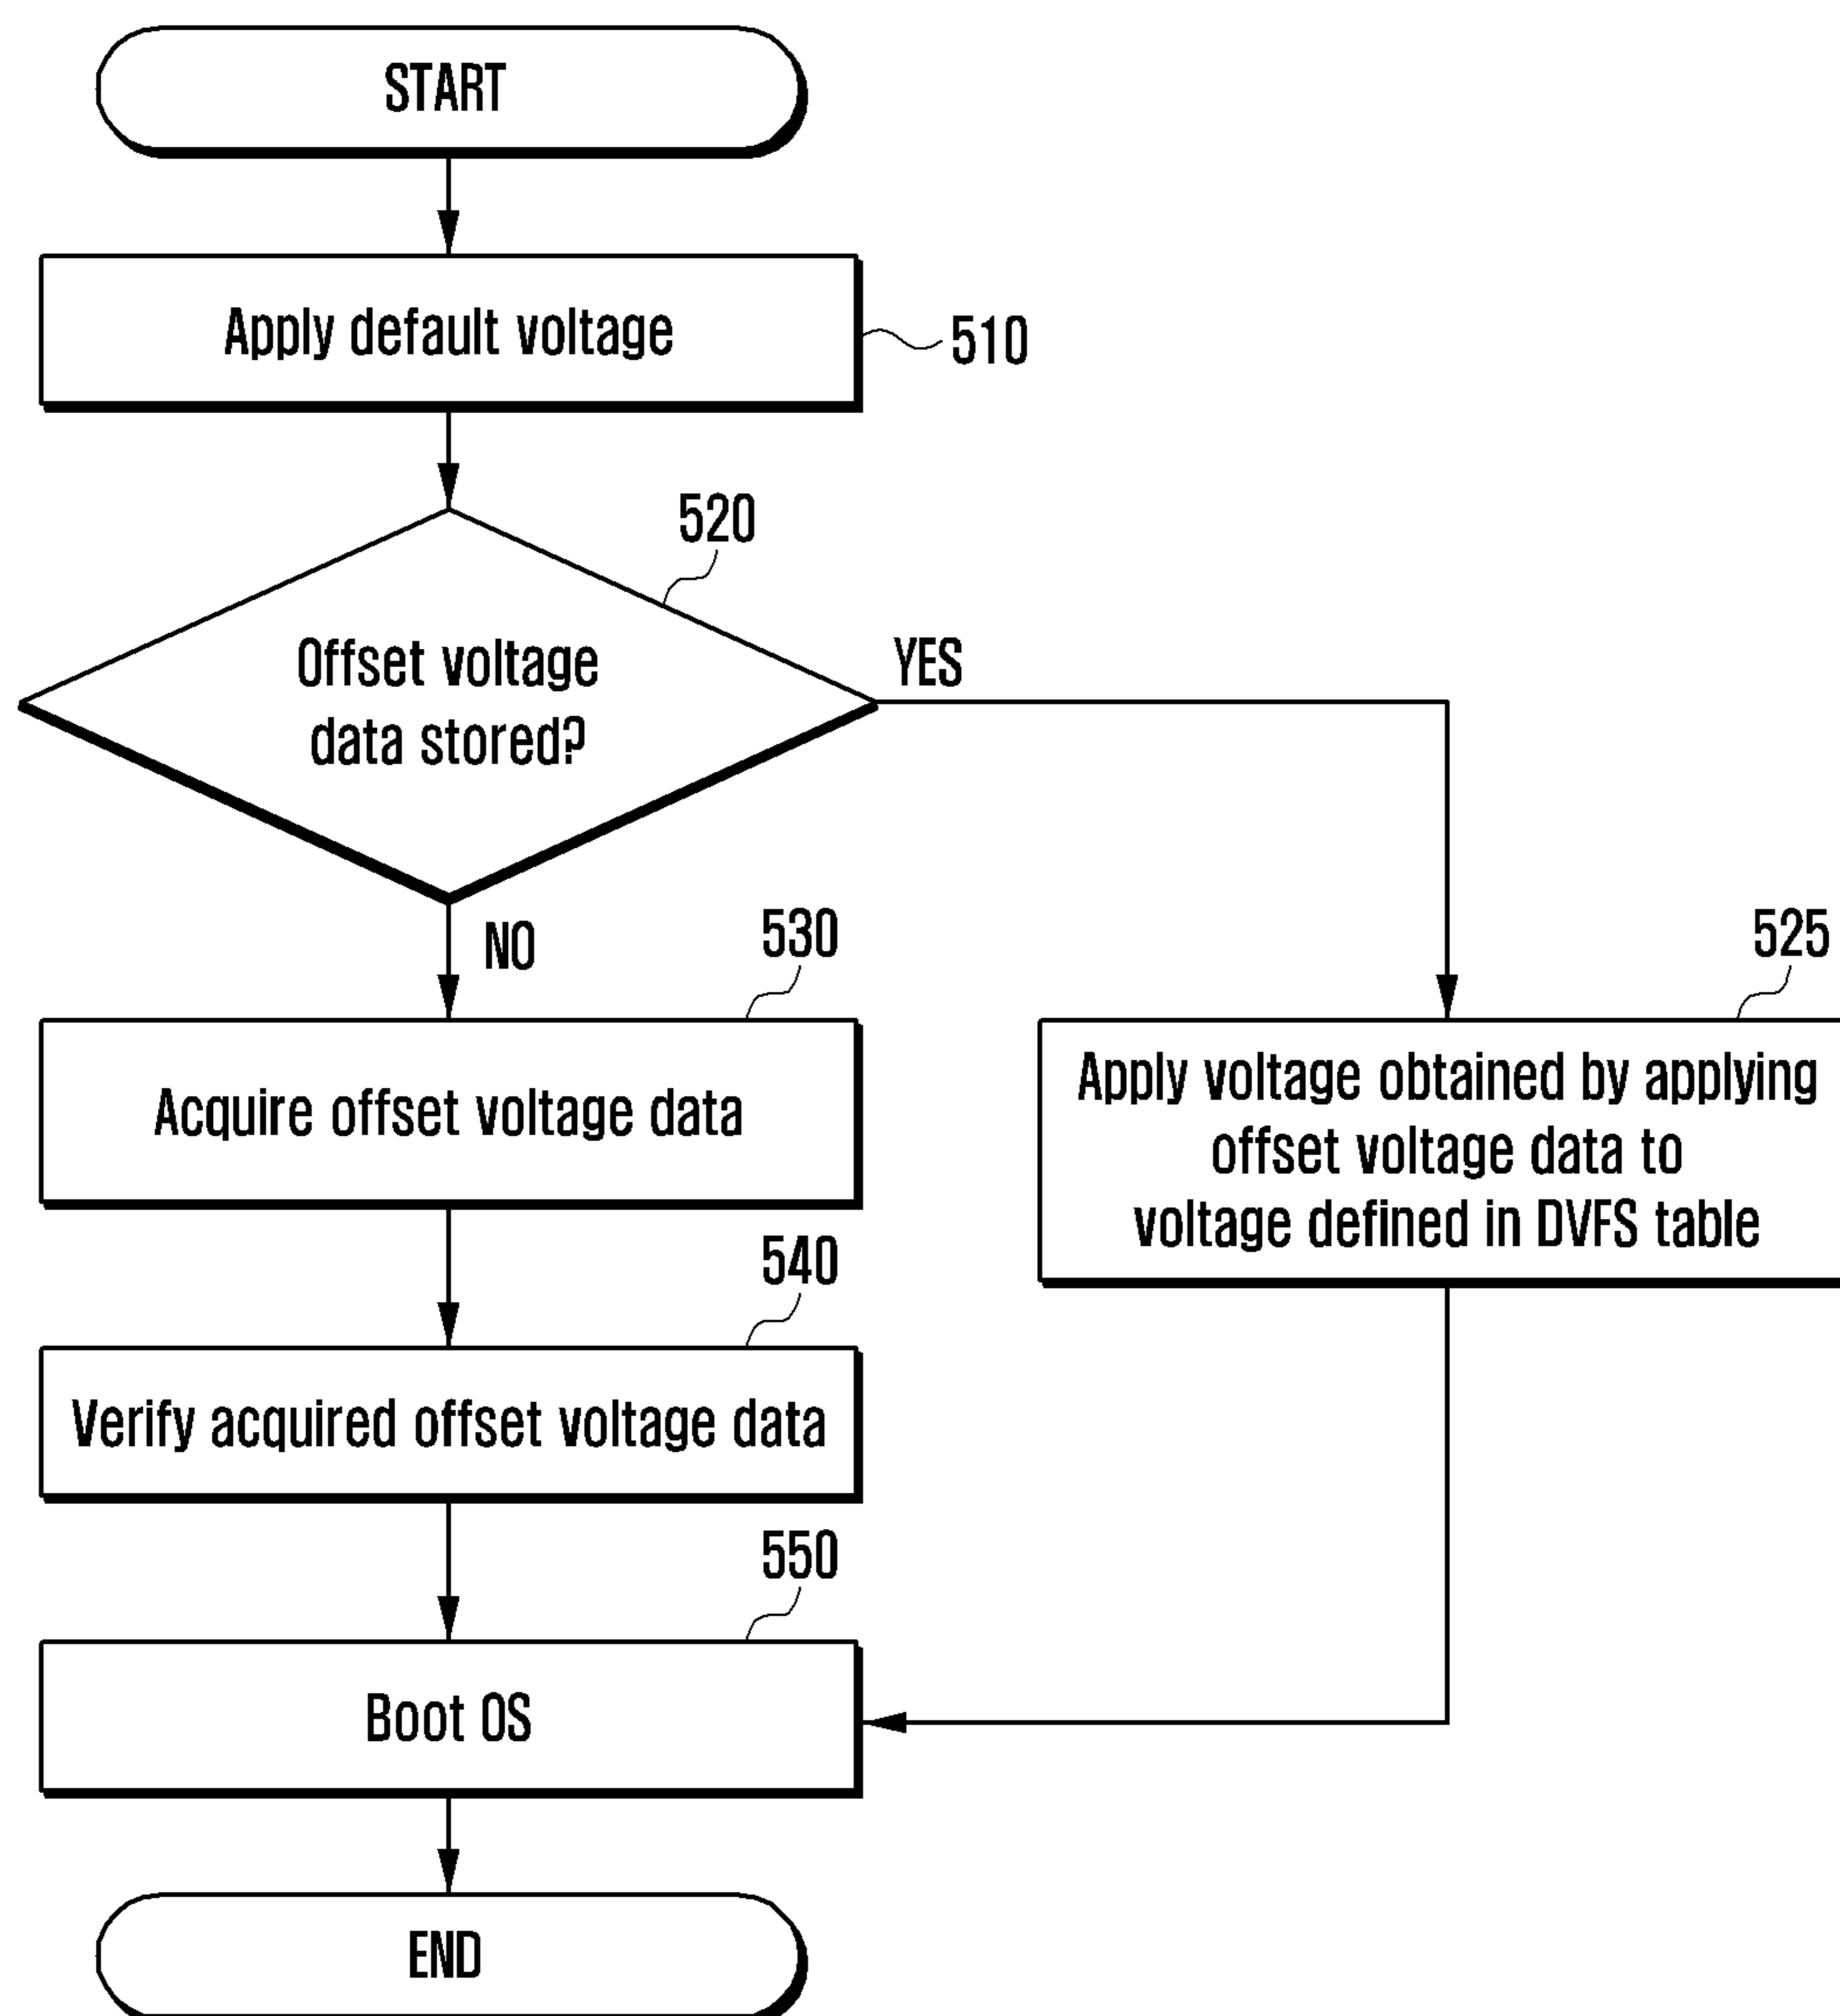 START
Apply default voltage
510
520
Offset voltage
data stored?
YES
NO
530
525
Acquire offset voltage data
Apply voltage obtained by applying
offset voltage data to
voltage defined in DVFS table
540
Verify acquired offset voltage data
550
Boot OS
END